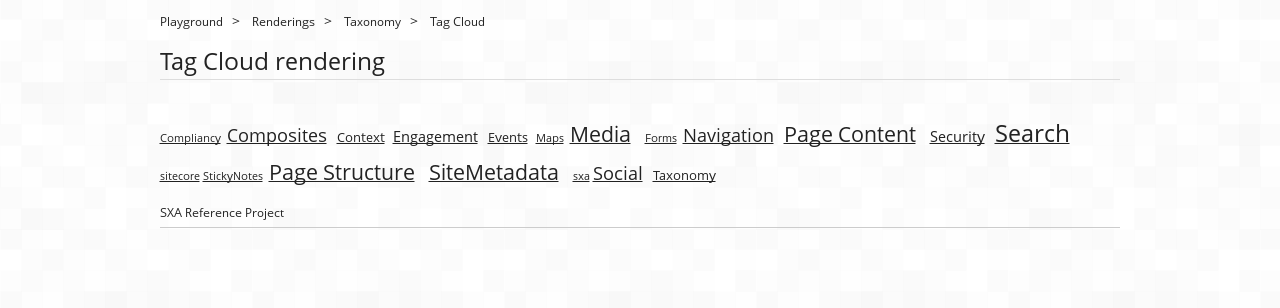 Playground > Renderings > Taxonomy > Tag Cloud
Tag Cloud rendering
Compliancy Composites Context Engagement Events Maps Media Forms Navigation Page Content Security Search
sitecore StickyNotes Page Structure SiteMetadata sxa Social Taxonomy
SXA Reference Project